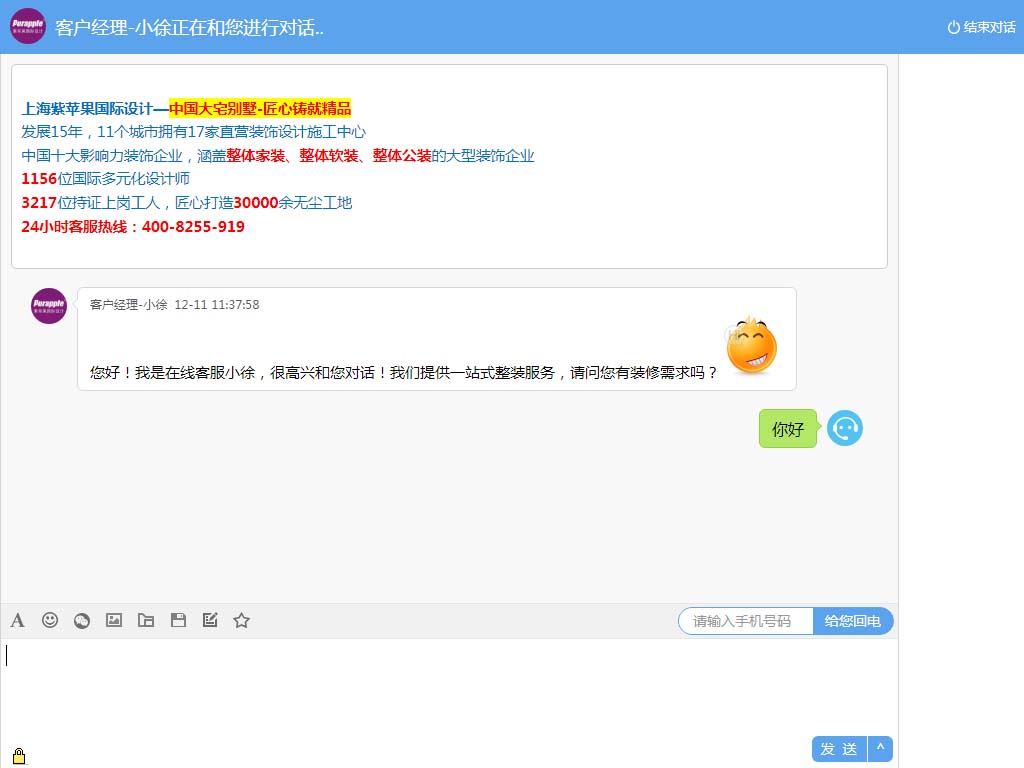 Purapple
客户经理-小徐正在和您进行对话..
结束对话
上海紫苹果国际设计—中国大宅别墅-匠心铸就精品
发展15年，11个城市拥有17家直营装饰设计施工中心
中国十大影响力装饰企业，涵盖整体家装、整体软装、整体公装的大型装饰企业
1156位国际多元化设计师
3217位持证上岗工人，匠心打造30000余无尘工地
24小时客服热线：400-8255-919
Purapple
客户经理-小徐 12-11 11:37:58
您好！我是在线客服小徐，很高兴和您对话！我们提供一站式整装服务，请问您有装修需求吗？
你好
请输入手机号码
给您回电
发 送